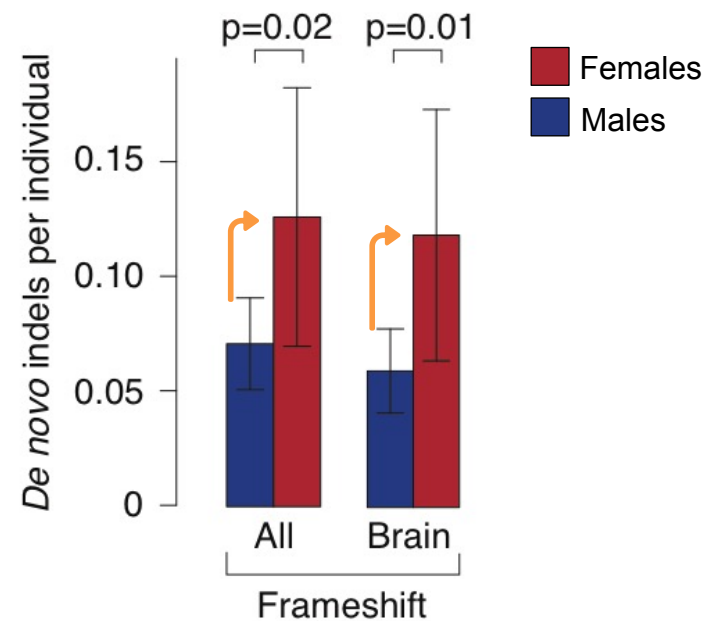 p=0.02
p=0.01
Females
Males
De novo indels per individual
0.15
0.10
0.05
0
All
Brain
Frameshift